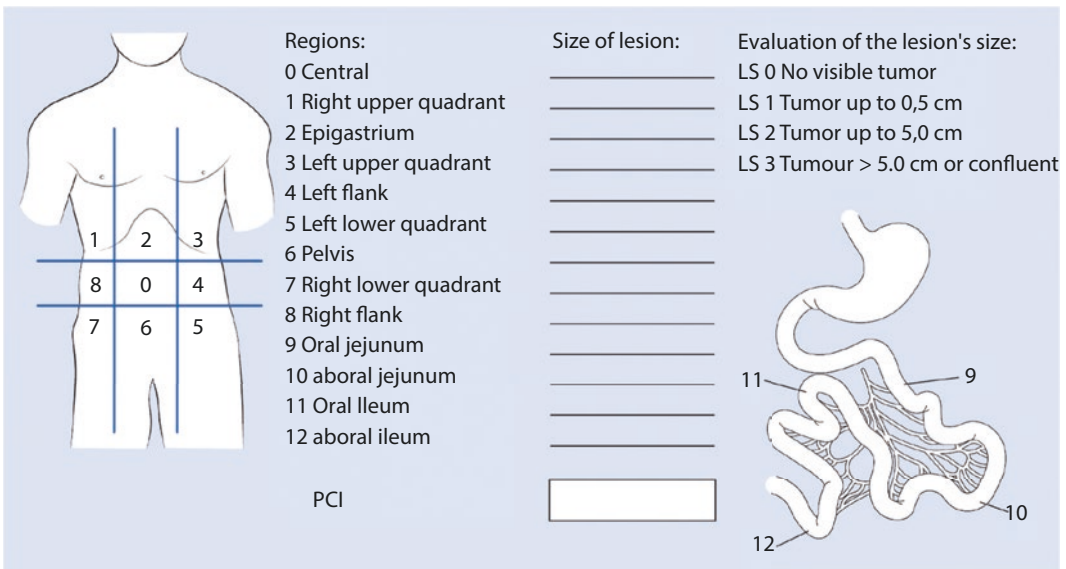 Regions:
0 Central
1 Right upper quadrant
2 Epigastrium
3 Left upper quadrant
4 Left flank
5 Left lower quadrant
6 Pelvis
7 Right lower quadrant
8 Right flank
9 Oral jejunum
10 aboral jejunum
11 Oral lleum
12 aboral ileum
PCI
Size of lesion:
Evaluation of the lesion's size:
LS 0 No visible tumor
LS 1 Tumor up to 0,5 cm
LS 2 Tumor up to 5,0 cm
LS 3 Tumour > 5.0 cm or confluent
1 2 3
8 0 4
7 6 5
11 9
10
12